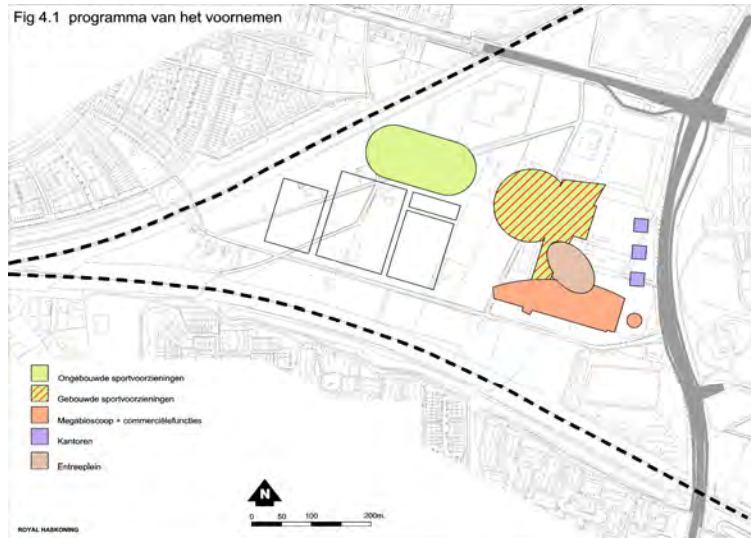 Fig 4.1 programma van het voornemen
Ongebouwde sportvoorzieningen
Gebouwde sportvoorzieningen
Megabioscoop + commerciëlefuncties
Kantoren
Entreeplein
N
0 50 100 200m.
ROYAL HASKONING